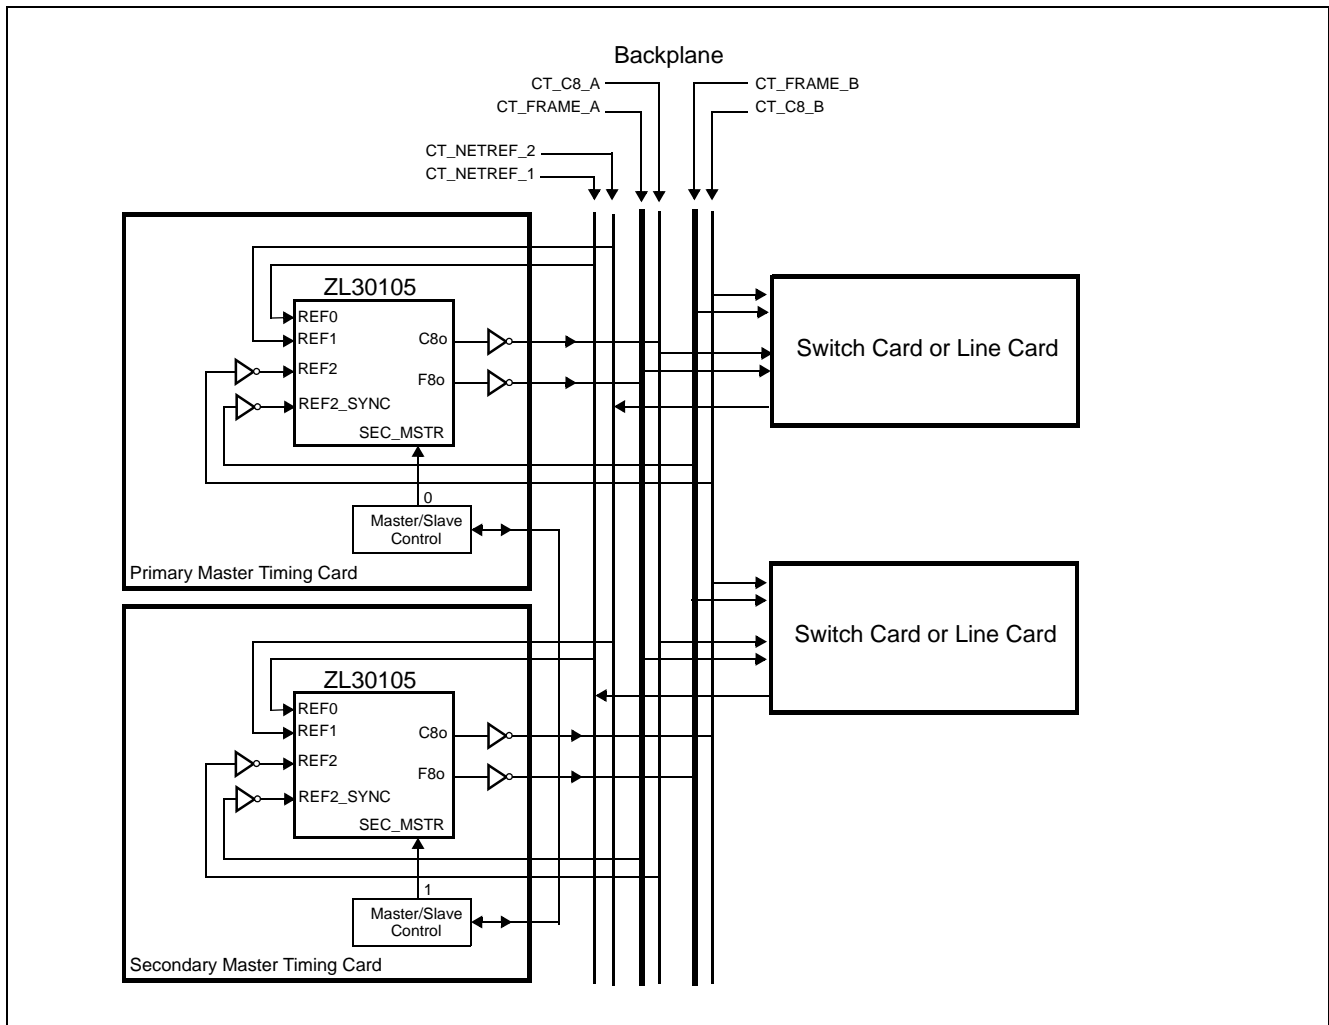 Backplane
CT_C8_A
CT_FRAME_B
CT_FRAME_A
CT_C8_B
CT_NETREF_2
CT_NETREF_1
ZL30105
REF0
REF1
C8o
REF2
F8o
REF2_SYNC
SEC_MSTR
0
Master/Slave
Control
Primary Master Timing Card
Switch Card or Line Card
ZL30105
REF0
REF1
C8o
REF2
F8o
REF2_SYNC
SEC_MSTR
1
Master/Slave
Control
Secondary Master Timing Card
Switch Card or Line Card